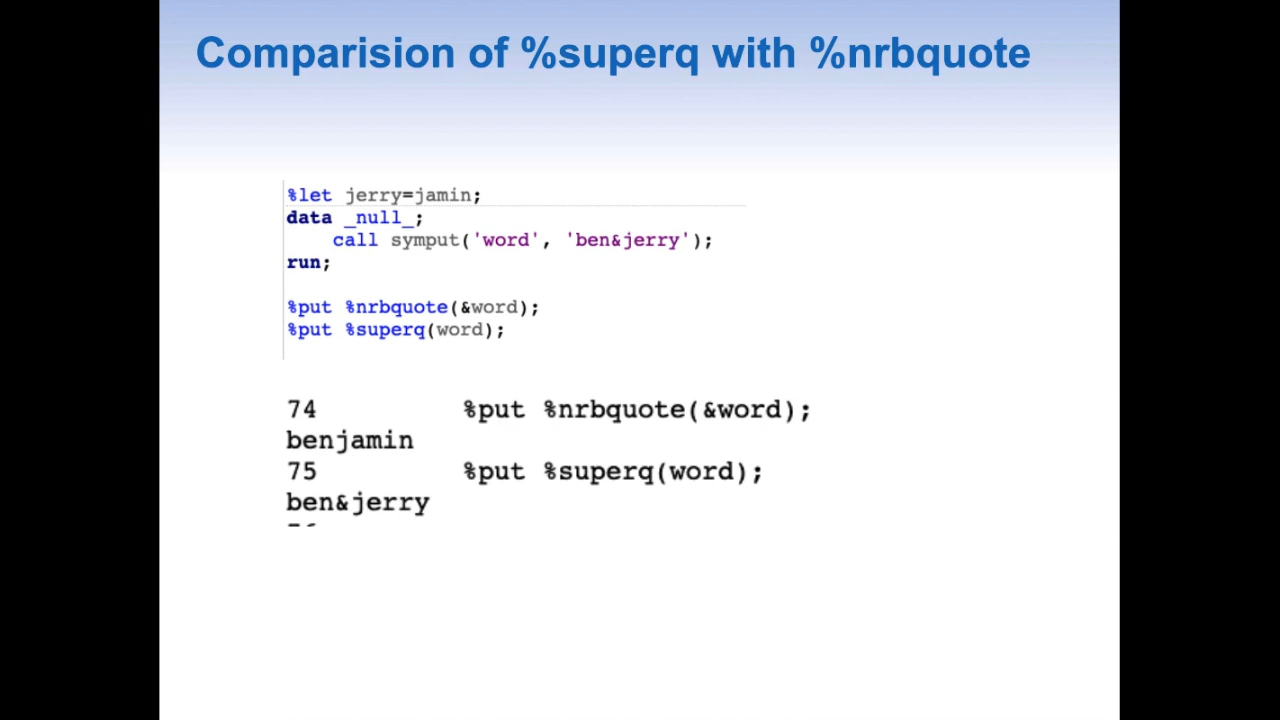 Comparision of %superq with %nrbquote
%let jerry=jamin;
data _null_;
call symput('word', 'ben&jerry');
run;
%put %nrbquote(&word);
%put %superq(word);
74 %put %nrbquote(&word);
benjamin
75 %put %superq(word);
ben&jerry